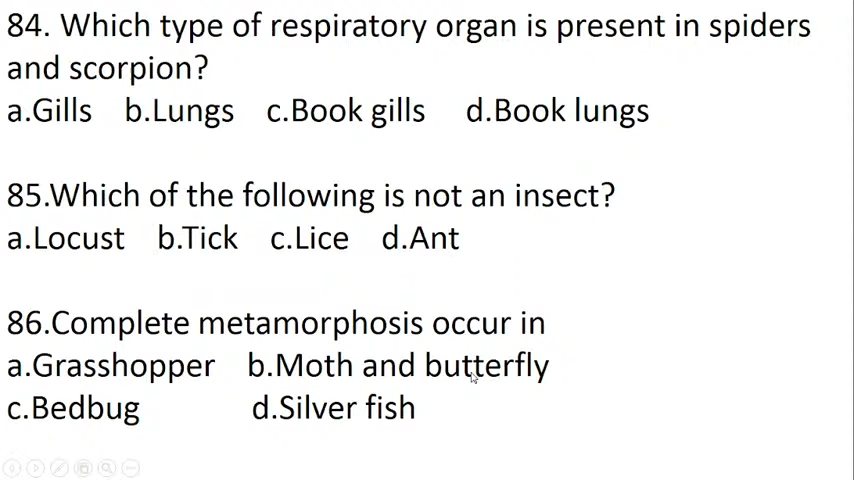 84. Which type of respiratory organ is present in spiders
and scorpion?
a.Gills b.Lungs c.Book gills d.Book lungs
85.Which of the following is not an insect?
a.Locust b.Tick c.Lice d.Ant
86.Complete metamorphosis occur in
a.Grasshopper b.Moth and butterfly
c.Bedbug d.Silver fish